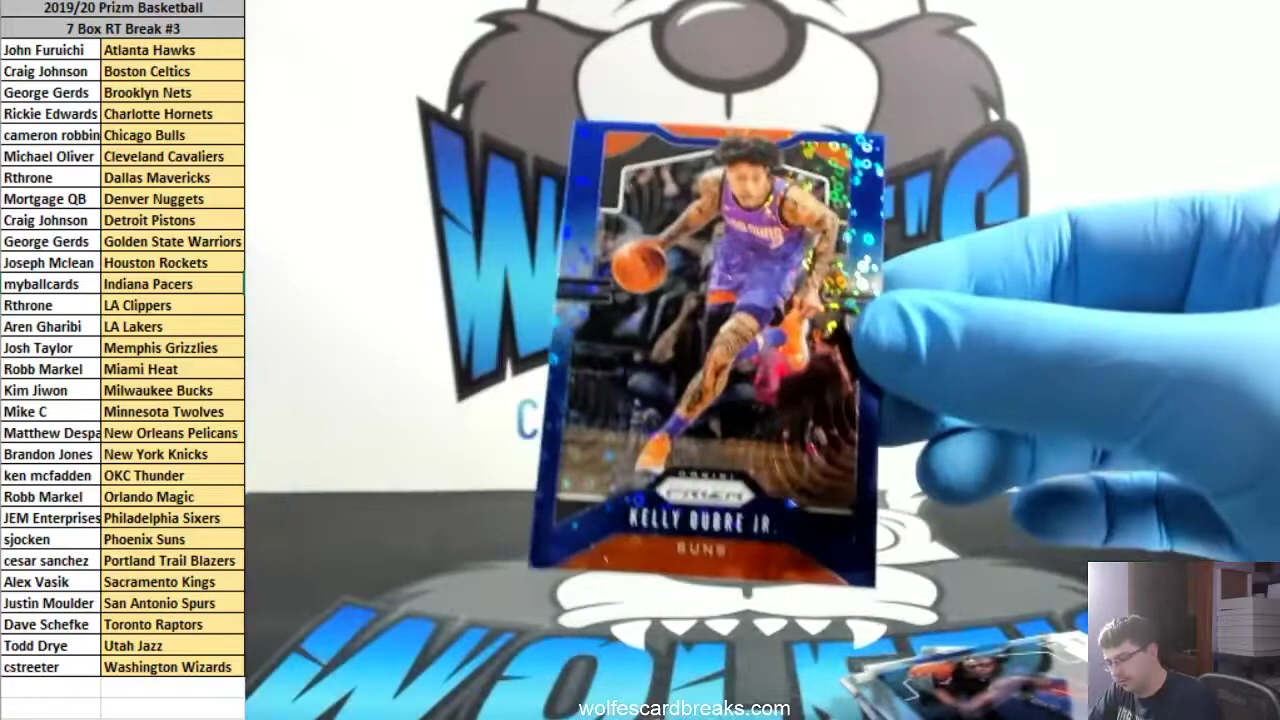 2019/20 Prizm Basketball
7 Box RT Break #3
John Furuichi Atlanta Hawks
Craig Johnson Boston Celtics
George Gerds Brooklyn Nets
Rickie Edwards Charlotte Hornets
cameron robbin Chicago Bulls
Michael Oliver Cleveland Cavaliers
Rthrone Dallas Mavericks
Mortgage QB Denver Nuggets
Craig Johnson Detroit Pistons
George Gerds Golden State Warriors
Joseph Mclean Houston Rockets
myballcards Indiana Pacers
Rthrone LA Clippers
Aren Gharibi LA Lakers
Josh Taylor Memphis Grizzlies
Robb Markel Miami Heat
Kim Jiwon Milwaukee Bucks
Mike C Minnesota Twolves
Matthew Despa New Orleans Pelicans
Brandon Jones New York Knicks
ken mcfadden OKC Thunder
Robb Markel Orlando Magic
JEM Enterprises Philadelphia Sixers
sjocken Phoenix Suns
cesar sanchez Portland Trail Blazers
Alex Vasik Sacramento Kings
Justin Moulder San Antonio Spurs
Dave Schefke Toronto Raptors
Todd Drye Utah Jazz
cstreeter Washington Wizards
PANINI
PRIZM
KELLY OUBRE JR.
SUNS
wolfescardbreaks.com